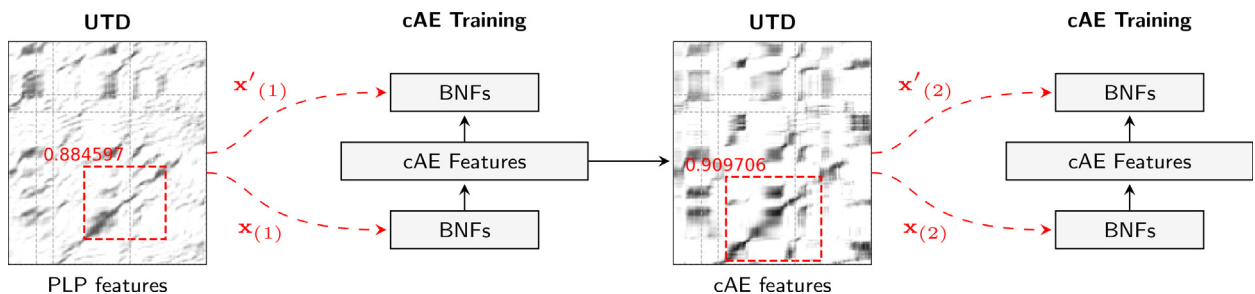 UTD
cAE Training
UTD
cAE Training
x′(1)
BNFs
x′(2)
BNFs
0.884597
cAE Features
0.909706
cAE Features
x(1)
BNFs
x(2)
BNFs
PLP features
cAE features